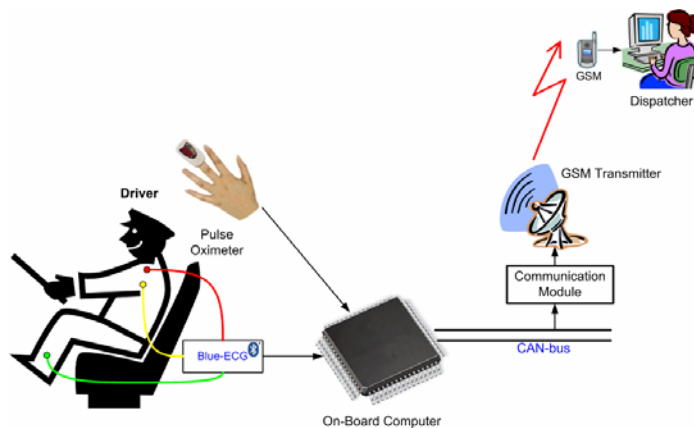 GSM
Dispatcher
GSM Transmitter
Driver
Pulse
Oximeter
Communication
Module
Blue-ECG
CAN-bus
On-Board Computer